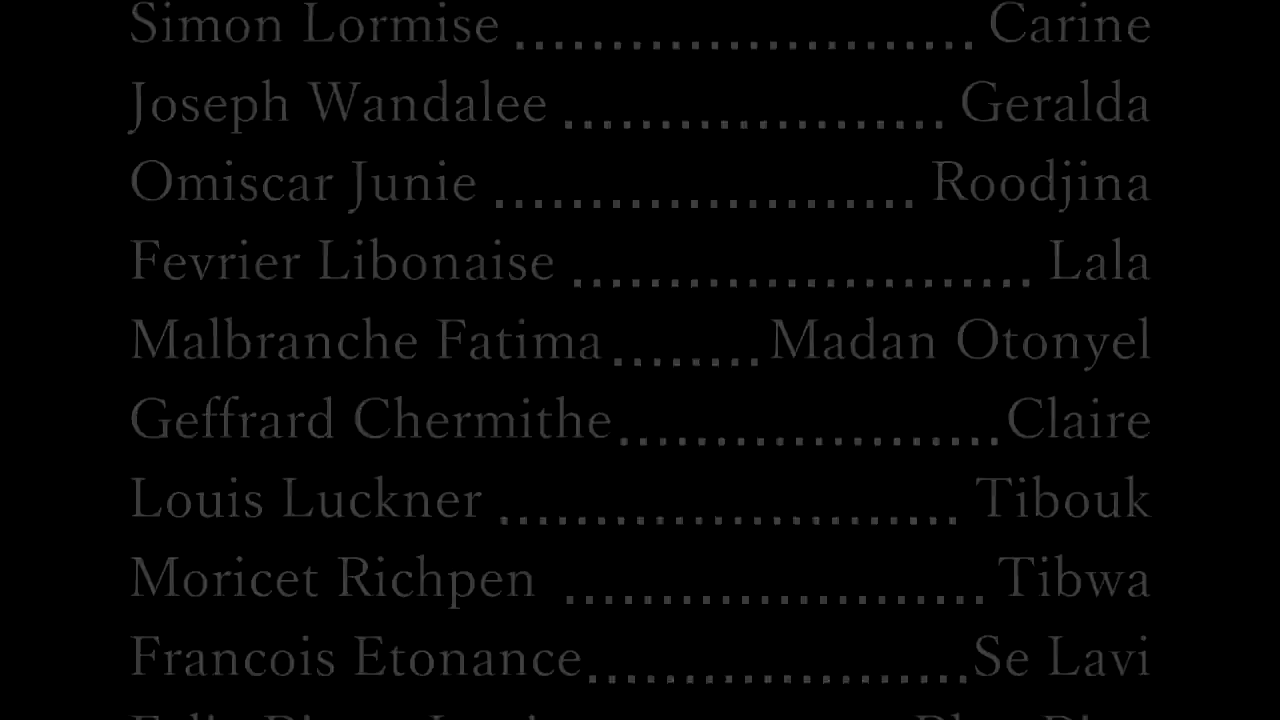 Simon Lormise ........................ Carine
Joseph Wandalee .................... Geralda
Omiscar Junie ...................... Roodjina
Fevrier Libonaise ........................ Lala
Malbranche Fatima ........ Madan Otonyel
Geffrard Chermithe....................Claire
Louis Luckner ........................ Tibouk
Moricet Richpen ...................... Tibwa
Francois Etonance....................Se Lavi